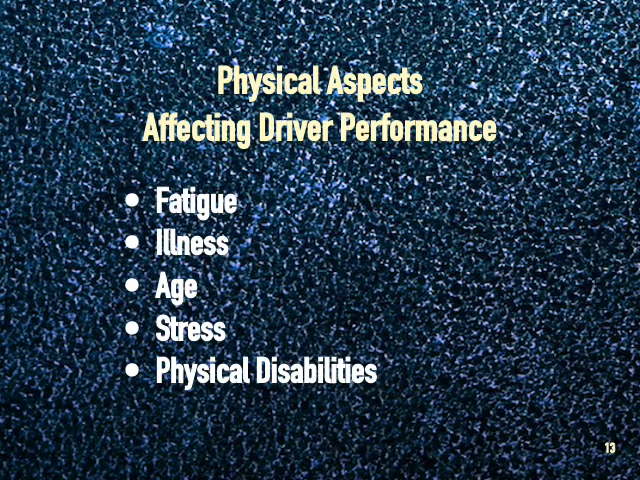 Physical Aspects
Affecting Driver Performance
• Fatigue
• Illness
• Age
• Stress
• Physical Disabilities
13